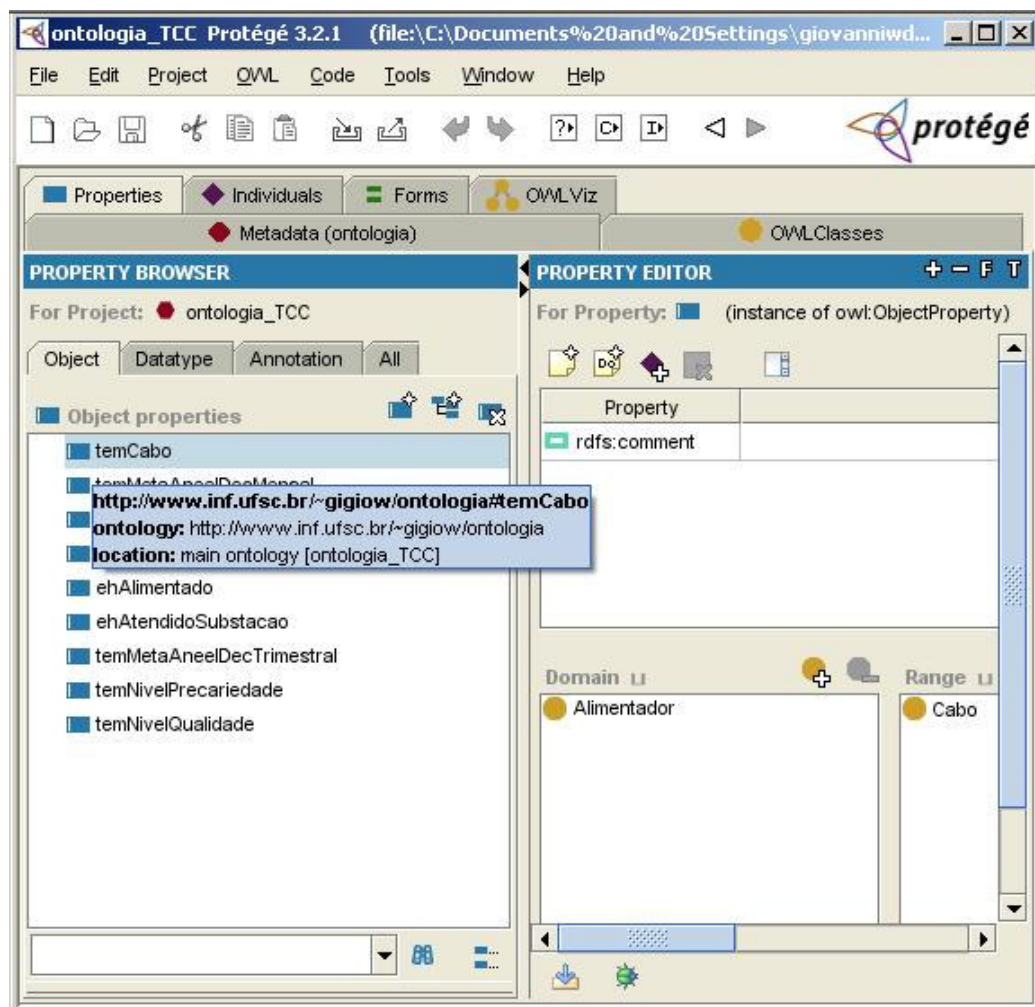 ontologia_TCC Protégé 3.2.1 (file:\C:\Documents%20and%20Settings\giovanniwd...
File Edit Project OWL Code Tools Window Help
protégé
Properties Individuals Forms OWLViz
Metadata (ontologia) OWLClasses
PROPERTY BROWSER
For Project: ontologia_TCC
Object Datatype Annotation All
Object properties
temCabo
http://www.inf.ufsc.br/~gigiow/ontologia#temCabo
ontology: http://www.inf.ufsc.br/~gigiow/ontologia
location: main ontology [ontologia_TCC]
ehAlimentado
ehAtendidoSubstacao
temMetaAneelDecTrimestral
temNivelPrecariedade
temNivelQualidade
PROPERTY EDITOR
F T
For Property: (instance of owl:ObjectProperty)
Property
rdfs:comment
Domain
Alimentador
Range
Cabo